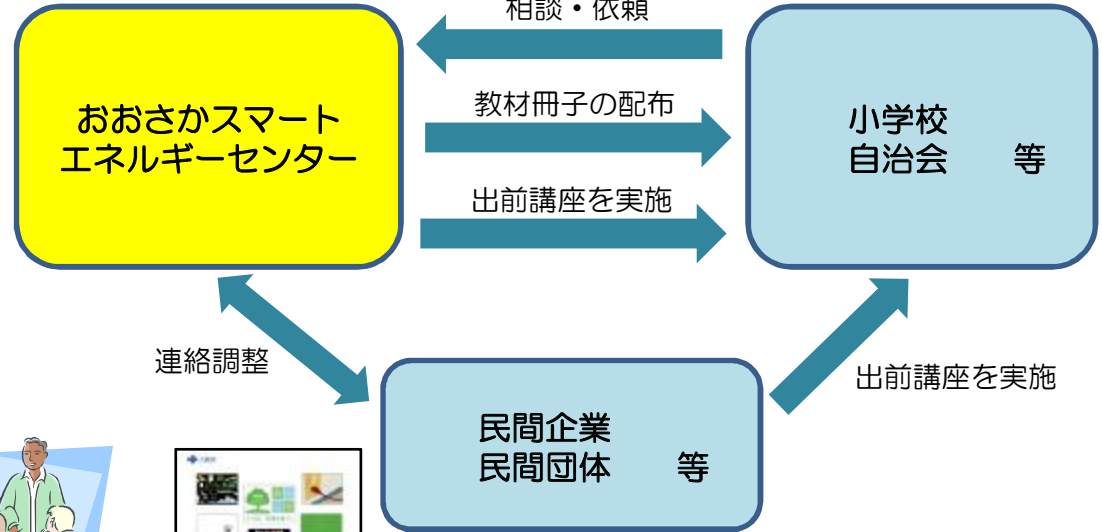 相談・依頼
おおさかスマート
エネルギーセンター
教材冊子の配布
出前講座を実施
小学校
自治会　等
連絡調整
出前講座を実施
民間企業
民間団体　等